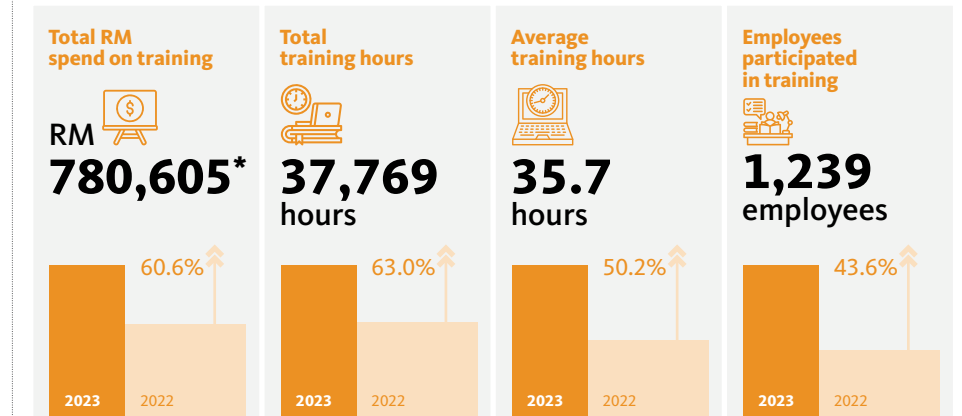 Total RM
spend on training
RM
780,605*
60.6%
2023
2022
Total
training hours
37,769
hours
63.0%
2023
2022
Average
training hours
35.7
hours
50.2%
2023
2022
Employees
participated
in training
1,239
employees
43.6%
2023
2022